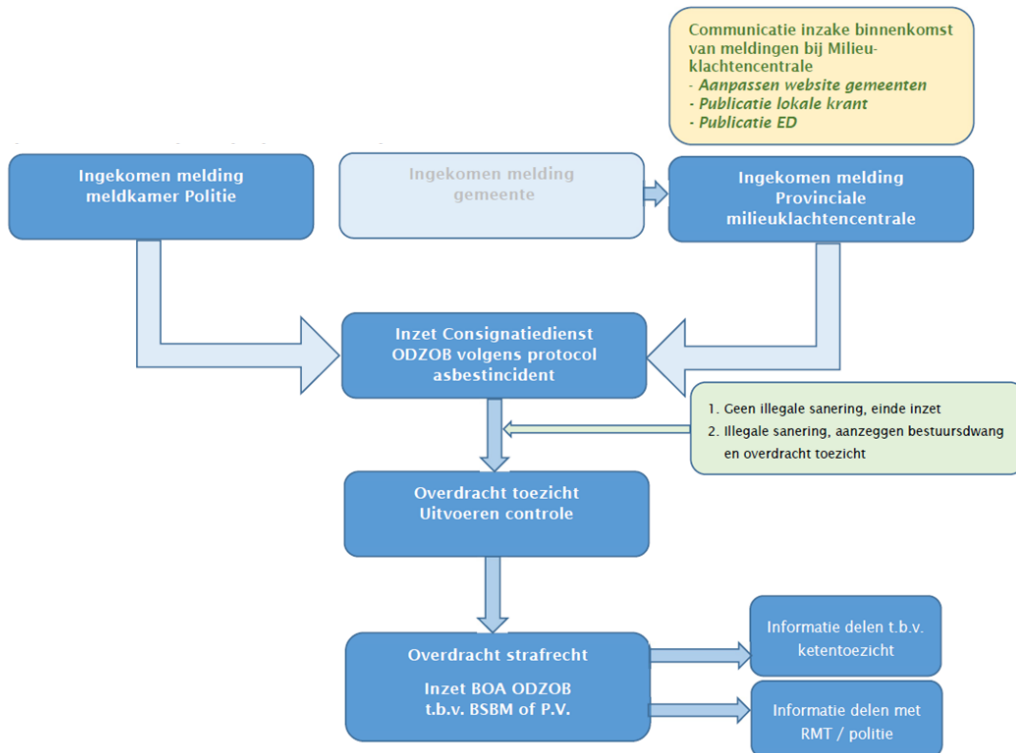 Communicatie inzake binnenkomst
van meldingen bij Milieu-
klachtencentrale
- Aanpassen website gemeenten
- Publicatie lokale krant
- Publicatie ED
Ingekomen melding
meldkamer Politie
Ingekomen melding
gemeente
Ingekomen melding
Provinciale
milieuklachtencentrale
Inzet Consignatiedienst
ODZOB volgens protocol
asbestincident
1. Geen illegale sanering, einde inzet
2. Illegale sanering, aanzeggen bestuursdwang
en overdracht toezicht
Overdracht toezicht
Uitvoeren controle
Overdracht strafrecht
Inzet BOA ODZOB
t.b.v. BSBM of P.V.
Informatie delen t.b.v.
ketentoezicht
Informatie delen met
RMT / politie